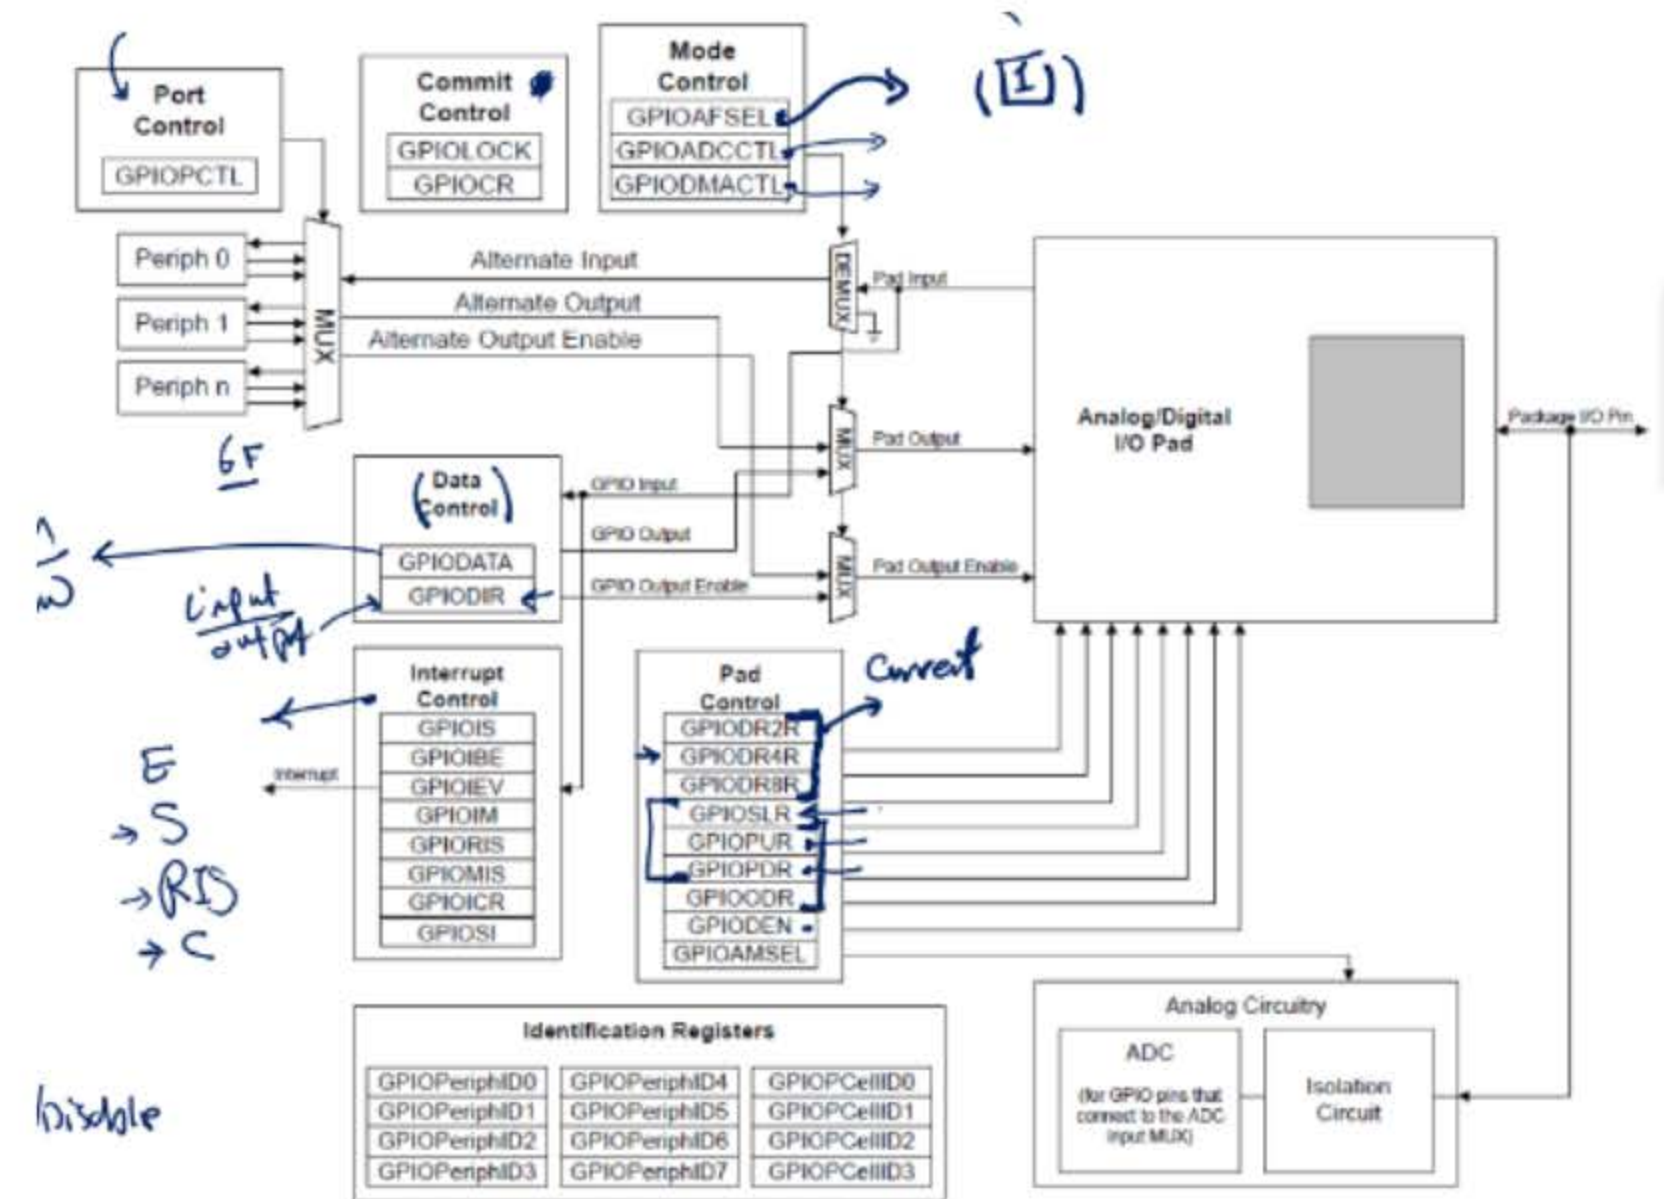 Port
Control
GPIOPCTL
Commit
Control
GPIOLOCK
GPIOCR
Mode
Control
GPIOAFSEL
GPIOADCCTL
GPIODMACTL
(1)
Periph 0
Periph 1
Periph n
MUX
Alternate Input
Alternate Output
Alternate Output Enable
DEMUX
Pad Input
MUX
Pad Output
MUX
Pad Output Enable
Analog/Digital
I/O Pad
Package I/O Pin
6F
(Data
Control)
GPIODATA
GPIODIR
GPIO Input
GPIO Output
GPIO Output Enable
input
output
Interrupt
Control
GPIOIS
GPIOIBE
GPIOIEV
GPIOIM
GPIORIS
GPIOMIS
GPIOICR
GPIOSI
Interrupt
E
S
RIS
C
Pad
Control
GPIODR2R
GPIODR4R
GPIODR8R
GPIOSLR
GPIOPUR
GPIOPDR
GPIOODR
GPIODEN
GPIOAMSEL
Current
Analog Circuitry
ADC
(for GPIO pins that
connect to the ADC
input MUX)
Isolation
Circuit
Identification Registers
GPIOPeriphID0 GPIOPeriphID4 GPIOPCellID0
GPIOPeriphID1 GPIOPeriphID5 GPIOPCellID1
GPIOPeriphID2 GPIOPeriphID6 GPIOPCellID2
GPIOPeriphID3 GPIOPeriphID7 GPIOPCellID3
Disable